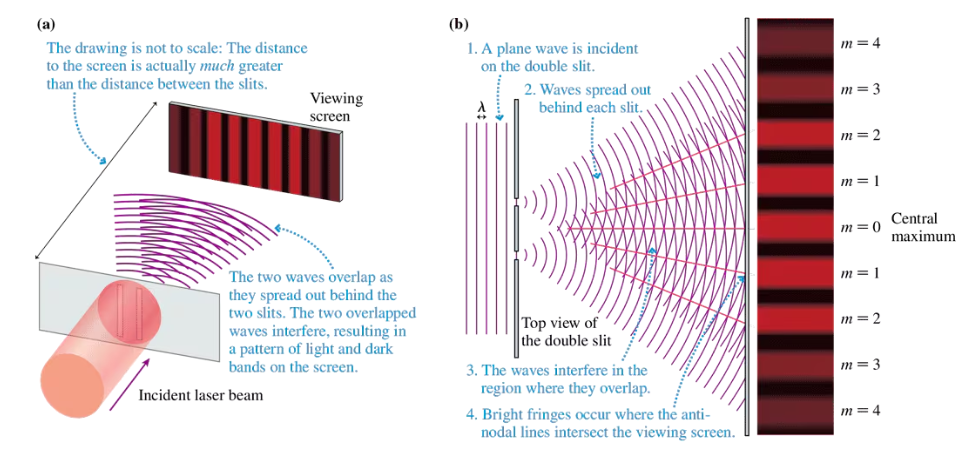 (a)
The drawing is not to scale: The distance
to the screen is actually much greater
than the distance between the slits.
Viewing
screen
The two waves overlap as
they spread out behind the
two slits. The two overlapped
waves interfere, resulting in
a pattern of light and dark
bands on the screen.
Incident laser beam
(b)
1. A plane wave is incident
on the double slit.
2. Waves spread out
behind each slit.
λ
Top view of
the double slit
3. The waves interfere in the
region where they overlap.
4. Bright fringes occur where the anti-
nodal lines intersect the viewing screen.
m = 4
m = 3
m = 2
m = 1
m = 0 Central
maximum
m = 1
m = 2
m = 3
m = 4